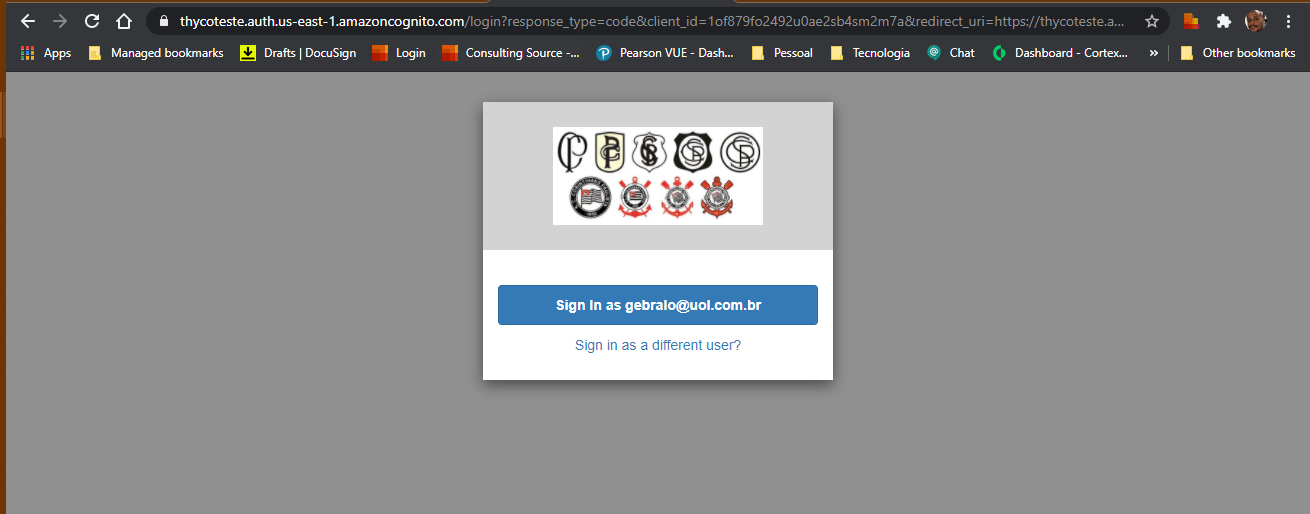 thycoteste.auth.us-east-1.amazoncognito.com/login?response_type=code&client_id=1of879fo2492u0ae2sb4sm2m7a&redirect_uri=https://thycoteste.a...
Apps Managed bookmarks Drafts | DocuSign Login Consulting Source -... Pearson VUE - Dash... Pessoal Tecnologia Chat Dashboard - Cortex... » Other bookmarks
Sign In as gebralo@uol.com.br
Sign in as a different user?